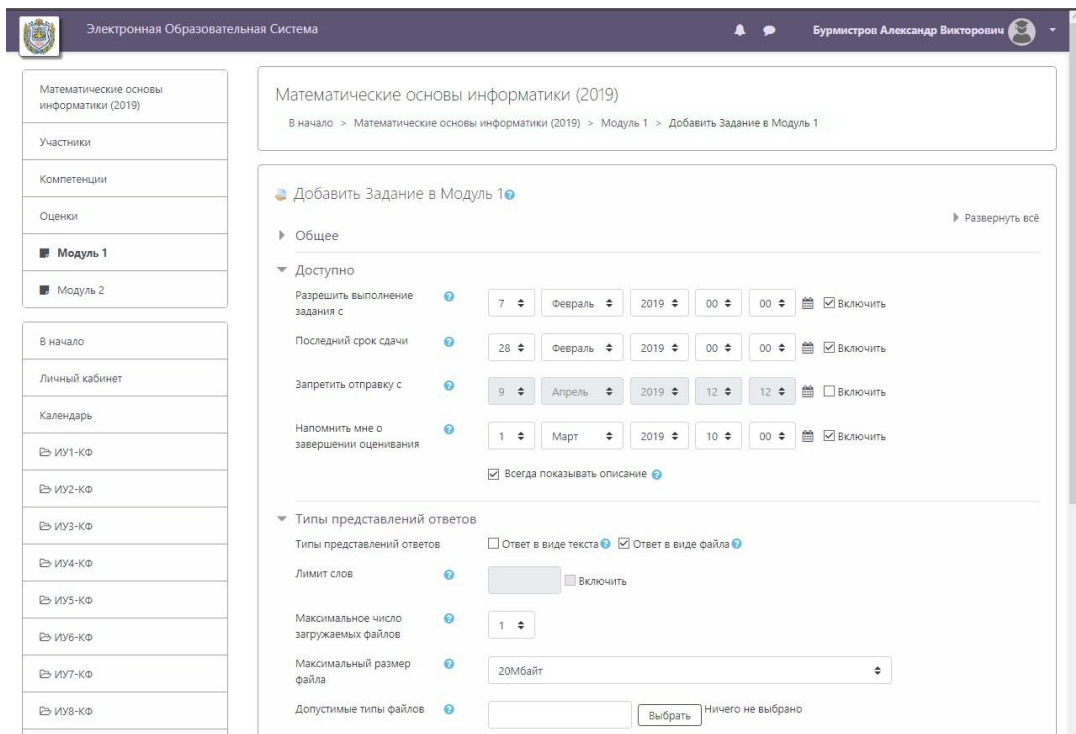 Электронная Образовательная Система
Бурмистров Александр Викторович
Математические основы
информатики (2019)
Участники
Компетенции
Оценки
Модуль 1
Модуль 2
В начало
Личный кабинет
Календарь
ИУ1-КФ
ИУ2-КФ
ИУ3-КФ
ИУ4-КФ
ИУ5-КФ
ИУ6-КФ
ИУ7-КФ
ИУ8-КФ
Математические основы информатики (2019)
В начало > Математические основы информатики (2019) > Модуль 1 > Добавить Задание в Модуль 1
Добавить Задание в Модуль 1
Развернуть всё
Общее
Доступно
Разрешить выполнение
задания с
7 Февраль 2019 00 00 Включить
Последний срок сдачи
28 Февраль 2019 00 00 Включить
Запретить отправку с
9 Апрель 2019 12 12 Включить
Напомнить мне о
завершении оценивания
1 Март 2019 10 00 Включить
Всегда показывать описание
Типы представлений ответов
Типы представлений ответов Ответ в виде текста Ответ в виде файла
Лимит слов Включить
Максимальное число
загружаемых файлов
1
Максимальный размер
файла
20Мбайт
Допустимые типы файлов Выбрать Ничего не выбрано